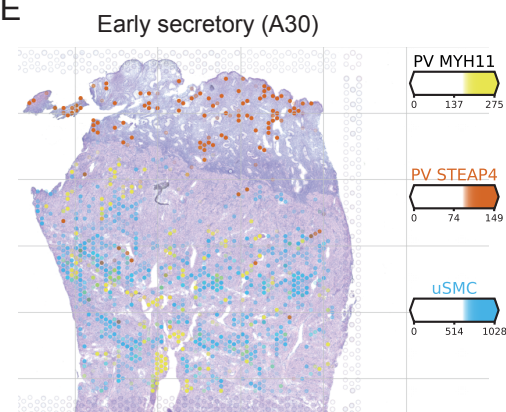 E
Early secretory (A30)
PV MYH11
0 137 275
PV STEAP4
0 74 149
uSMC
0 514 1028